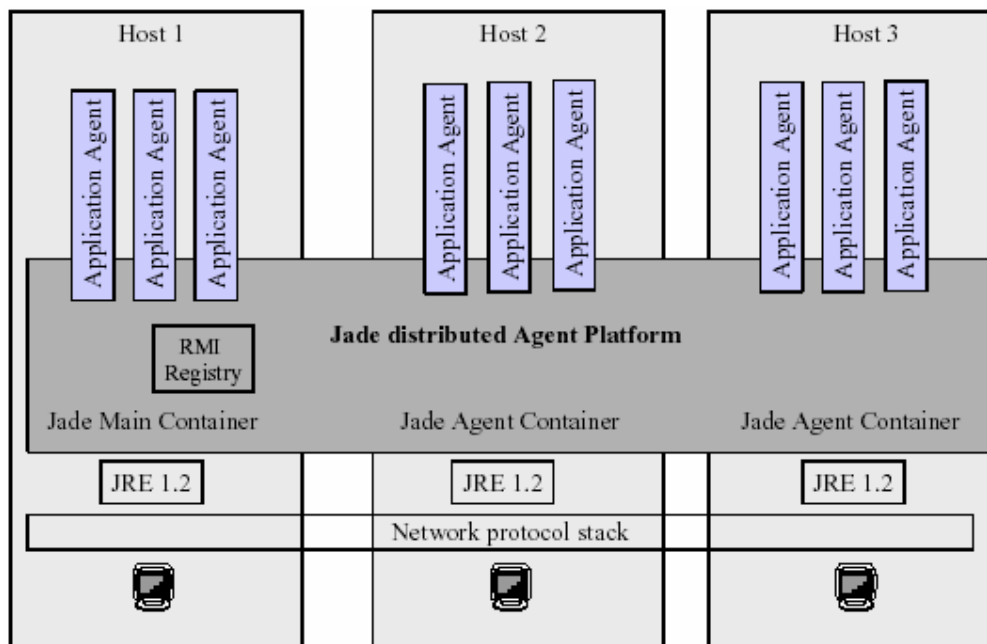 Host 1
Host 2
Host 3
Application Agent
Application Agent
Application Agent
Application Agent
Application Agent
Application Agent
Application Agent
Application Agent
Application Agent
Jade distributed Agent Platform
RMI
Registry
Jade Main Container
Jade Agent Container
Jade Agent Container
JRE 1.2
JRE 1.2
JRE 1.2
Network protocol stack